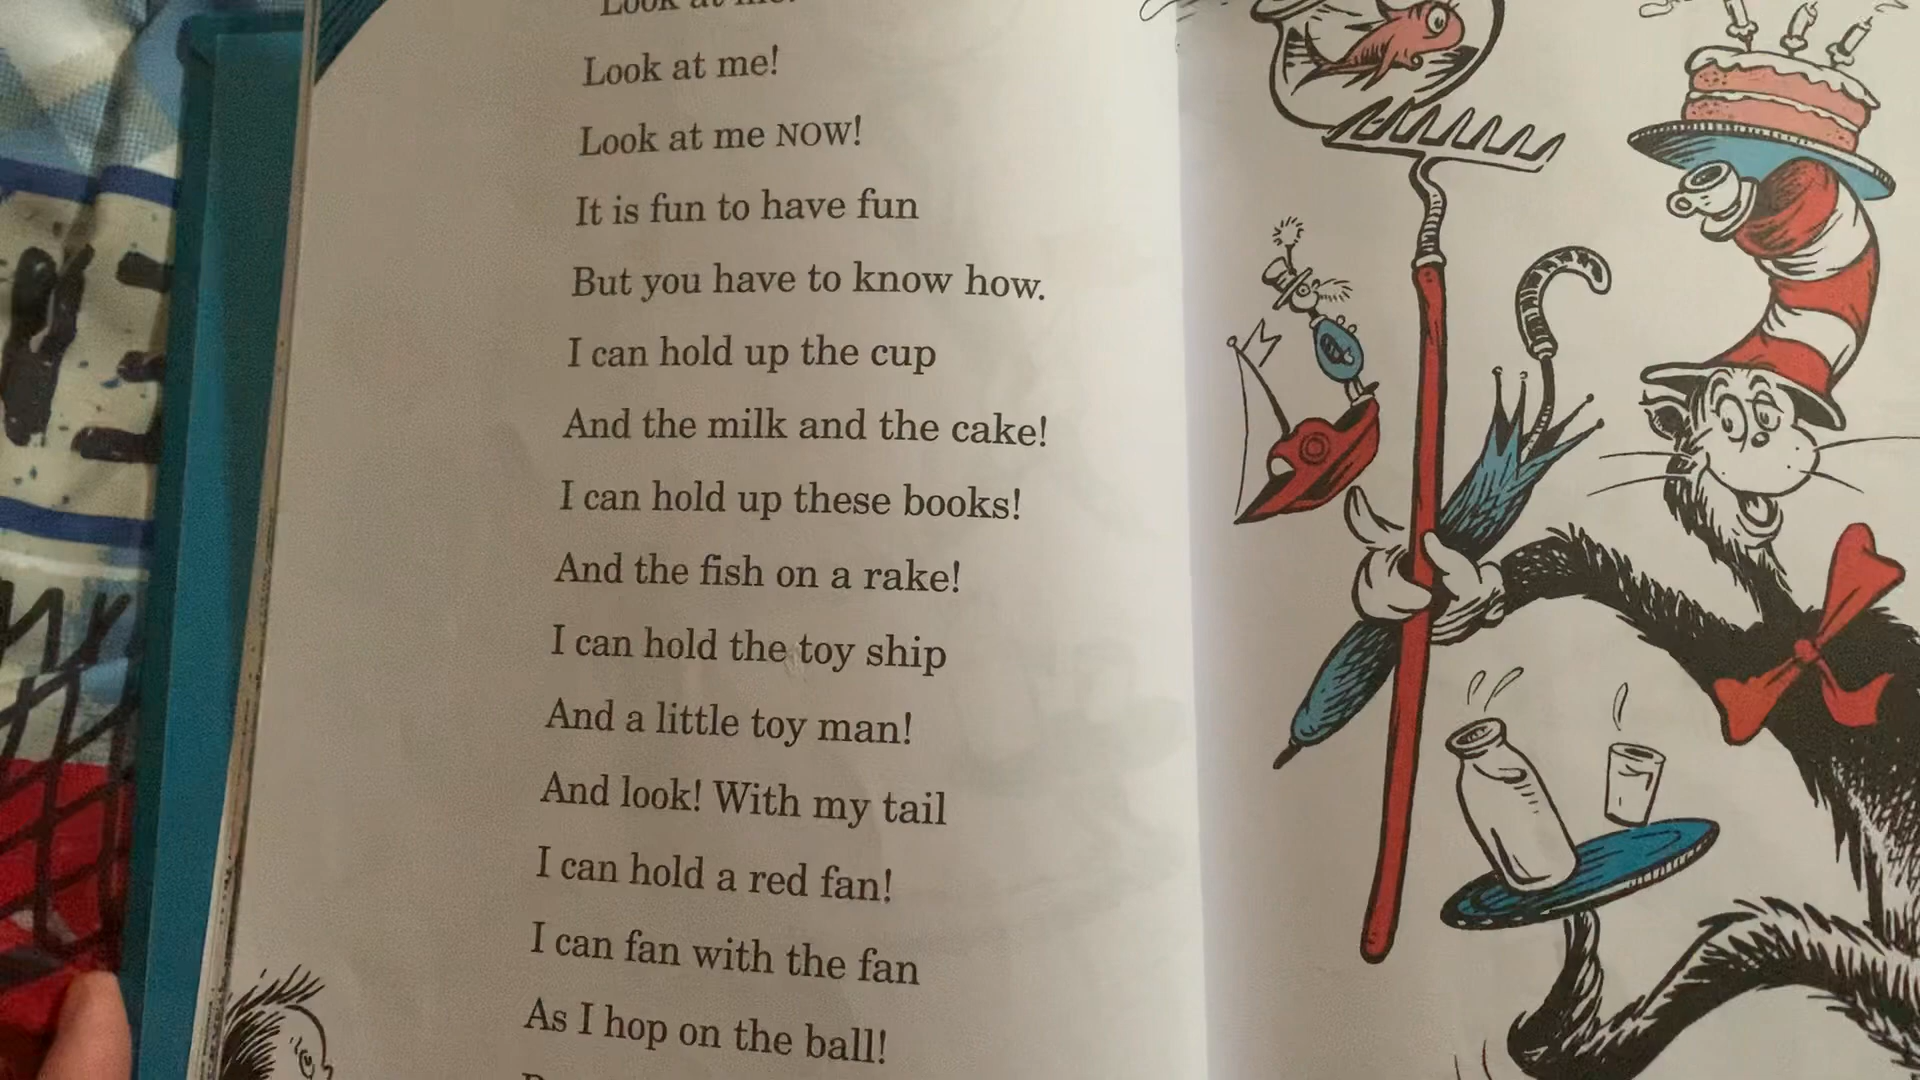 Look at me!
Look at me!
Look at me NOW!
It is fun to have fun
But you have to know how.
I can hold up the cup
And the milk and the cake!
I can hold up these books!
And the fish on a rake!
I can hold the toy ship
And a little toy man!
And look! With my tail
I can hold a red fan!
I can fan with the fan
As I hop on the ball!